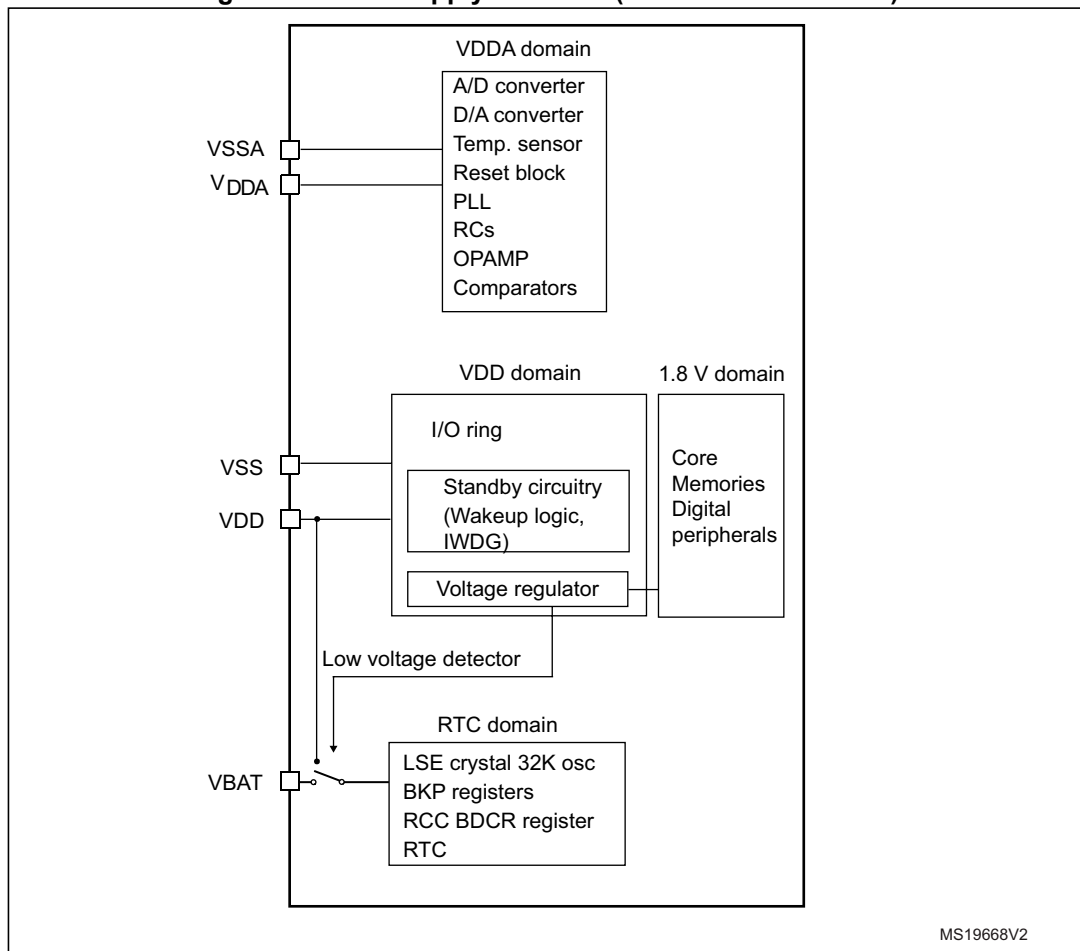 VDDA domain
A/D converter
D/A converter
Temp. sensor
Reset block
PLL
RCs
OPAMP
Comparators
VSSA
VDDA
VDD domain
1.8 V domain
I/O ring
Standby circuitry
(Wakeup logic,
IWDG)
Voltage regulator
Core
Memories
Digital
peripherals
VSS
VDD
Low voltage detector
RTC domain
LSE crystal 32K osc
BKP registers
RCC BDCR register
RTC
VBAT
MS19668V2